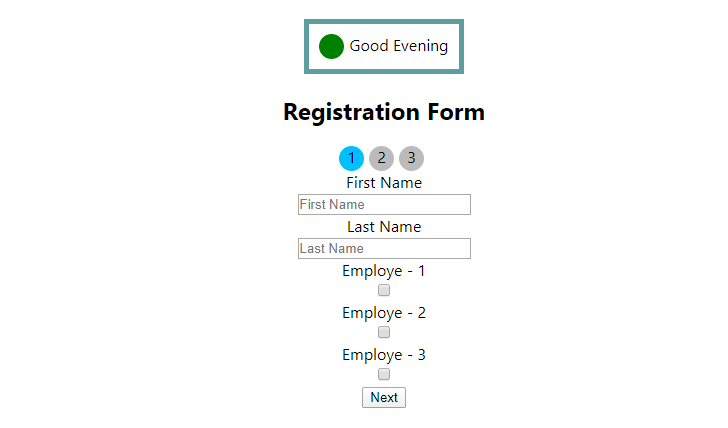 Good Evening
Registration Form
1 2 3
First Name
First Name
Last Name
Last Name
Employe - 1
Employe - 2
Employe - 3
Next